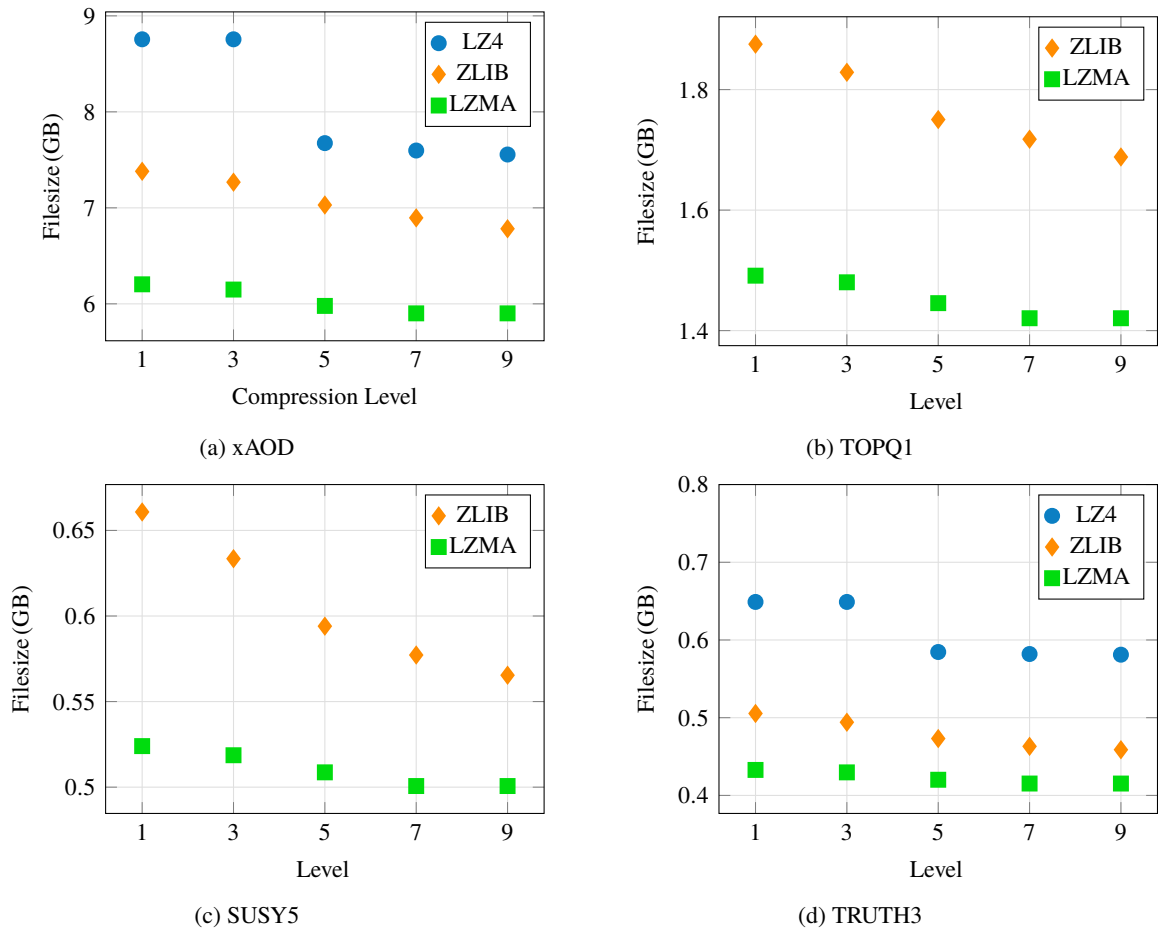 9
8
7
6
Filesize (GB)
LZ4
ZLIB
LZMA
1 3 5 7 9
Compression Level
(a) xAOD
1.8
1.6
1.4
Filesize (GB)
ZLIB
LZMA
1 3 5 7 9
Level
(b) TOPQ1
0.65
0.6
0.55
0.5
Filesize (GB)
ZLIB
LZMA
1 3 5 7 9
Level
(c) SUSY5
0.8
0.7
0.6
0.5
0.4
Filesize (GB)
LZ4
ZLIB
LZMA
1 3 5 7 9
Level
(d) TRUTH3